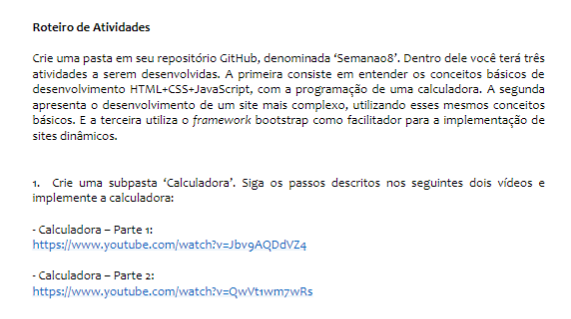 Roteiro de Atividades
Crie uma pasta em seu repositório GitHub, denominada ‘Semana08’. Dentro dele você terá três
atividades a serem desenvolvidas. A primeira consiste em entender os conceitos básicos de
desenvolvimento HTML+CSS+JavaScript, com a programação de uma calculadora. A segunda
apresenta o desenvolvimento de um site mais complexo, utilizando esses mesmos conceitos
básicos. E a terceira utiliza o framework bootstrap como facilitador para a implementação de
sites dinâmicos.
1. Crie uma subpasta ‘Calculadora’. Siga os passos descritos nos seguintes dois vídeos e
implemente a calculadora:
- Calculadora – Parte 1:
https://www.youtube.com/watch?v=Jbv9AQDdVZ4
- Calculadora – Parte 2:
https://www.youtube.com/watch?v=QwVt1wm7wRs